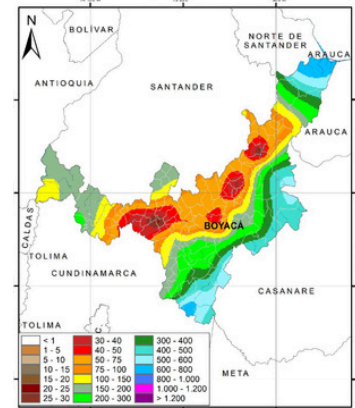 N
BOLÍVAR
NORTE DE
SANTANDER
ARAUCA
ANTIOQUIA
SANTANDER
ARAUCA
CALDAS
BOYACÁ
TOLIMA
CUNDINAMARCA
CASANARE
TOLIMA
C
META
< 1
1 - 5
5 - 10
10 - 15
15 - 20
20 - 25
25 - 30
30 - 40
40 - 50
50 - 75
75 - 100
100 - 150
150 - 200
200 - 300
300 - 400
400 - 500
500 - 600
600 - 800
800 - 1.000
1.000 - 1.200
> 1.200